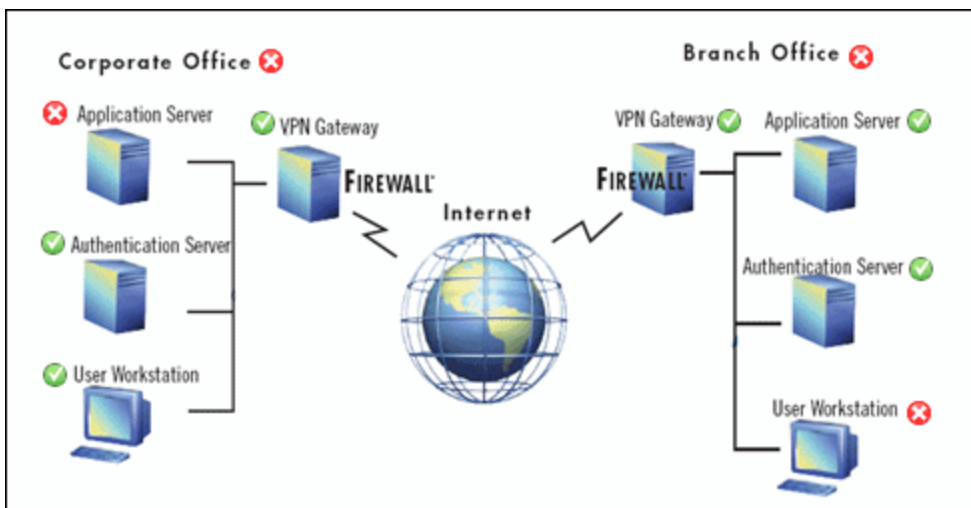 Corporate Office
Application Server
VPN Gateway
FIREWALL
Authentication Server
User Workstation
Internet
Branch Office
VPN Gateway
Application Server
FIREWALL
Authentication Server
User Workstation